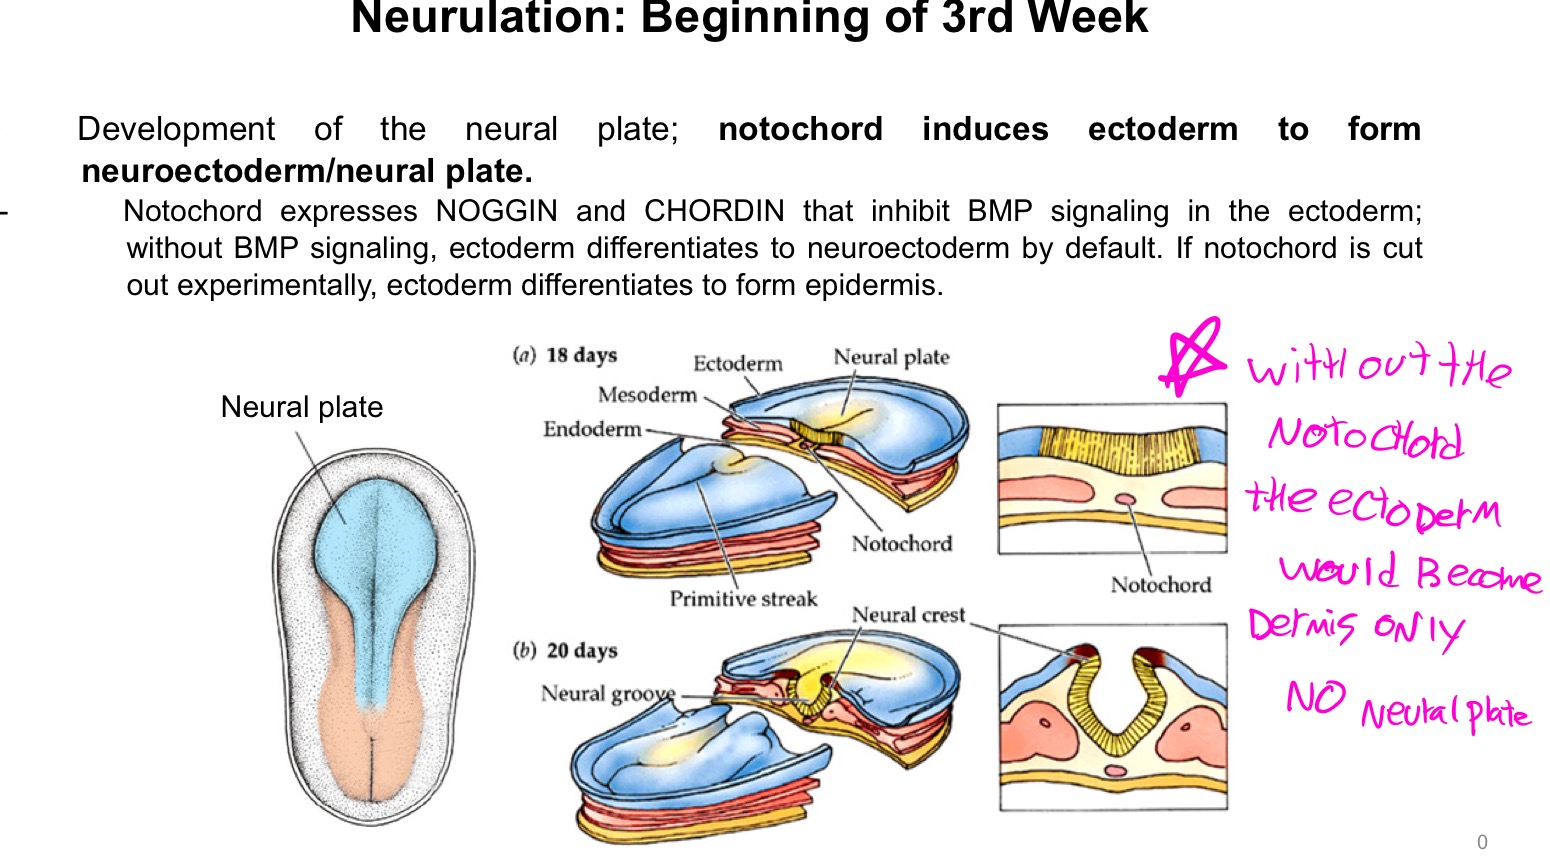 Neurulation: Beginning of 3rd Week
Development of the neural plate; notochord induces ectoderm to form
neuroectoderm/neural plate.
- Notochord expresses NOGGIN and CHORDIN that inhibit BMP signaling in the ectoderm;
without BMP signaling, ectoderm differentiates to neuroectoderm by default. If notochord is cut
out experimentally, ectoderm differentiates to form epidermis.
Neural plate
(a) 18 days
Ectoderm
Neural plate
Mesoderm
Endoderm
Notochord
Primitive streak
Notochord
(b) 20 days
Neural crest
Neural groove
without the
Notochord
the ectoderm
would Become
Dermis only
NO Neural plate
0